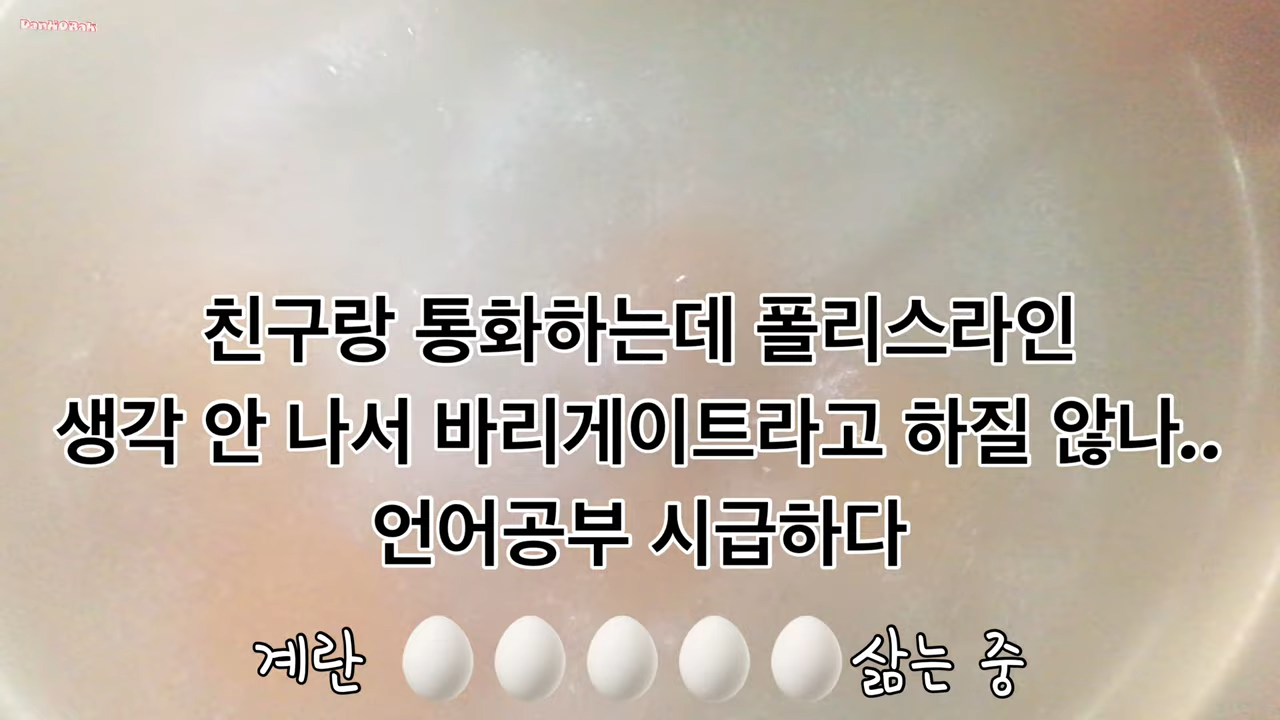 DanHOBak
친구랑 통화하는데 폴리스라인
생각 안 나서 바리게이트라고 하질 않나..
언어공부 시급하다
계란 🥚🥚🥚🥚🥚삶는 중